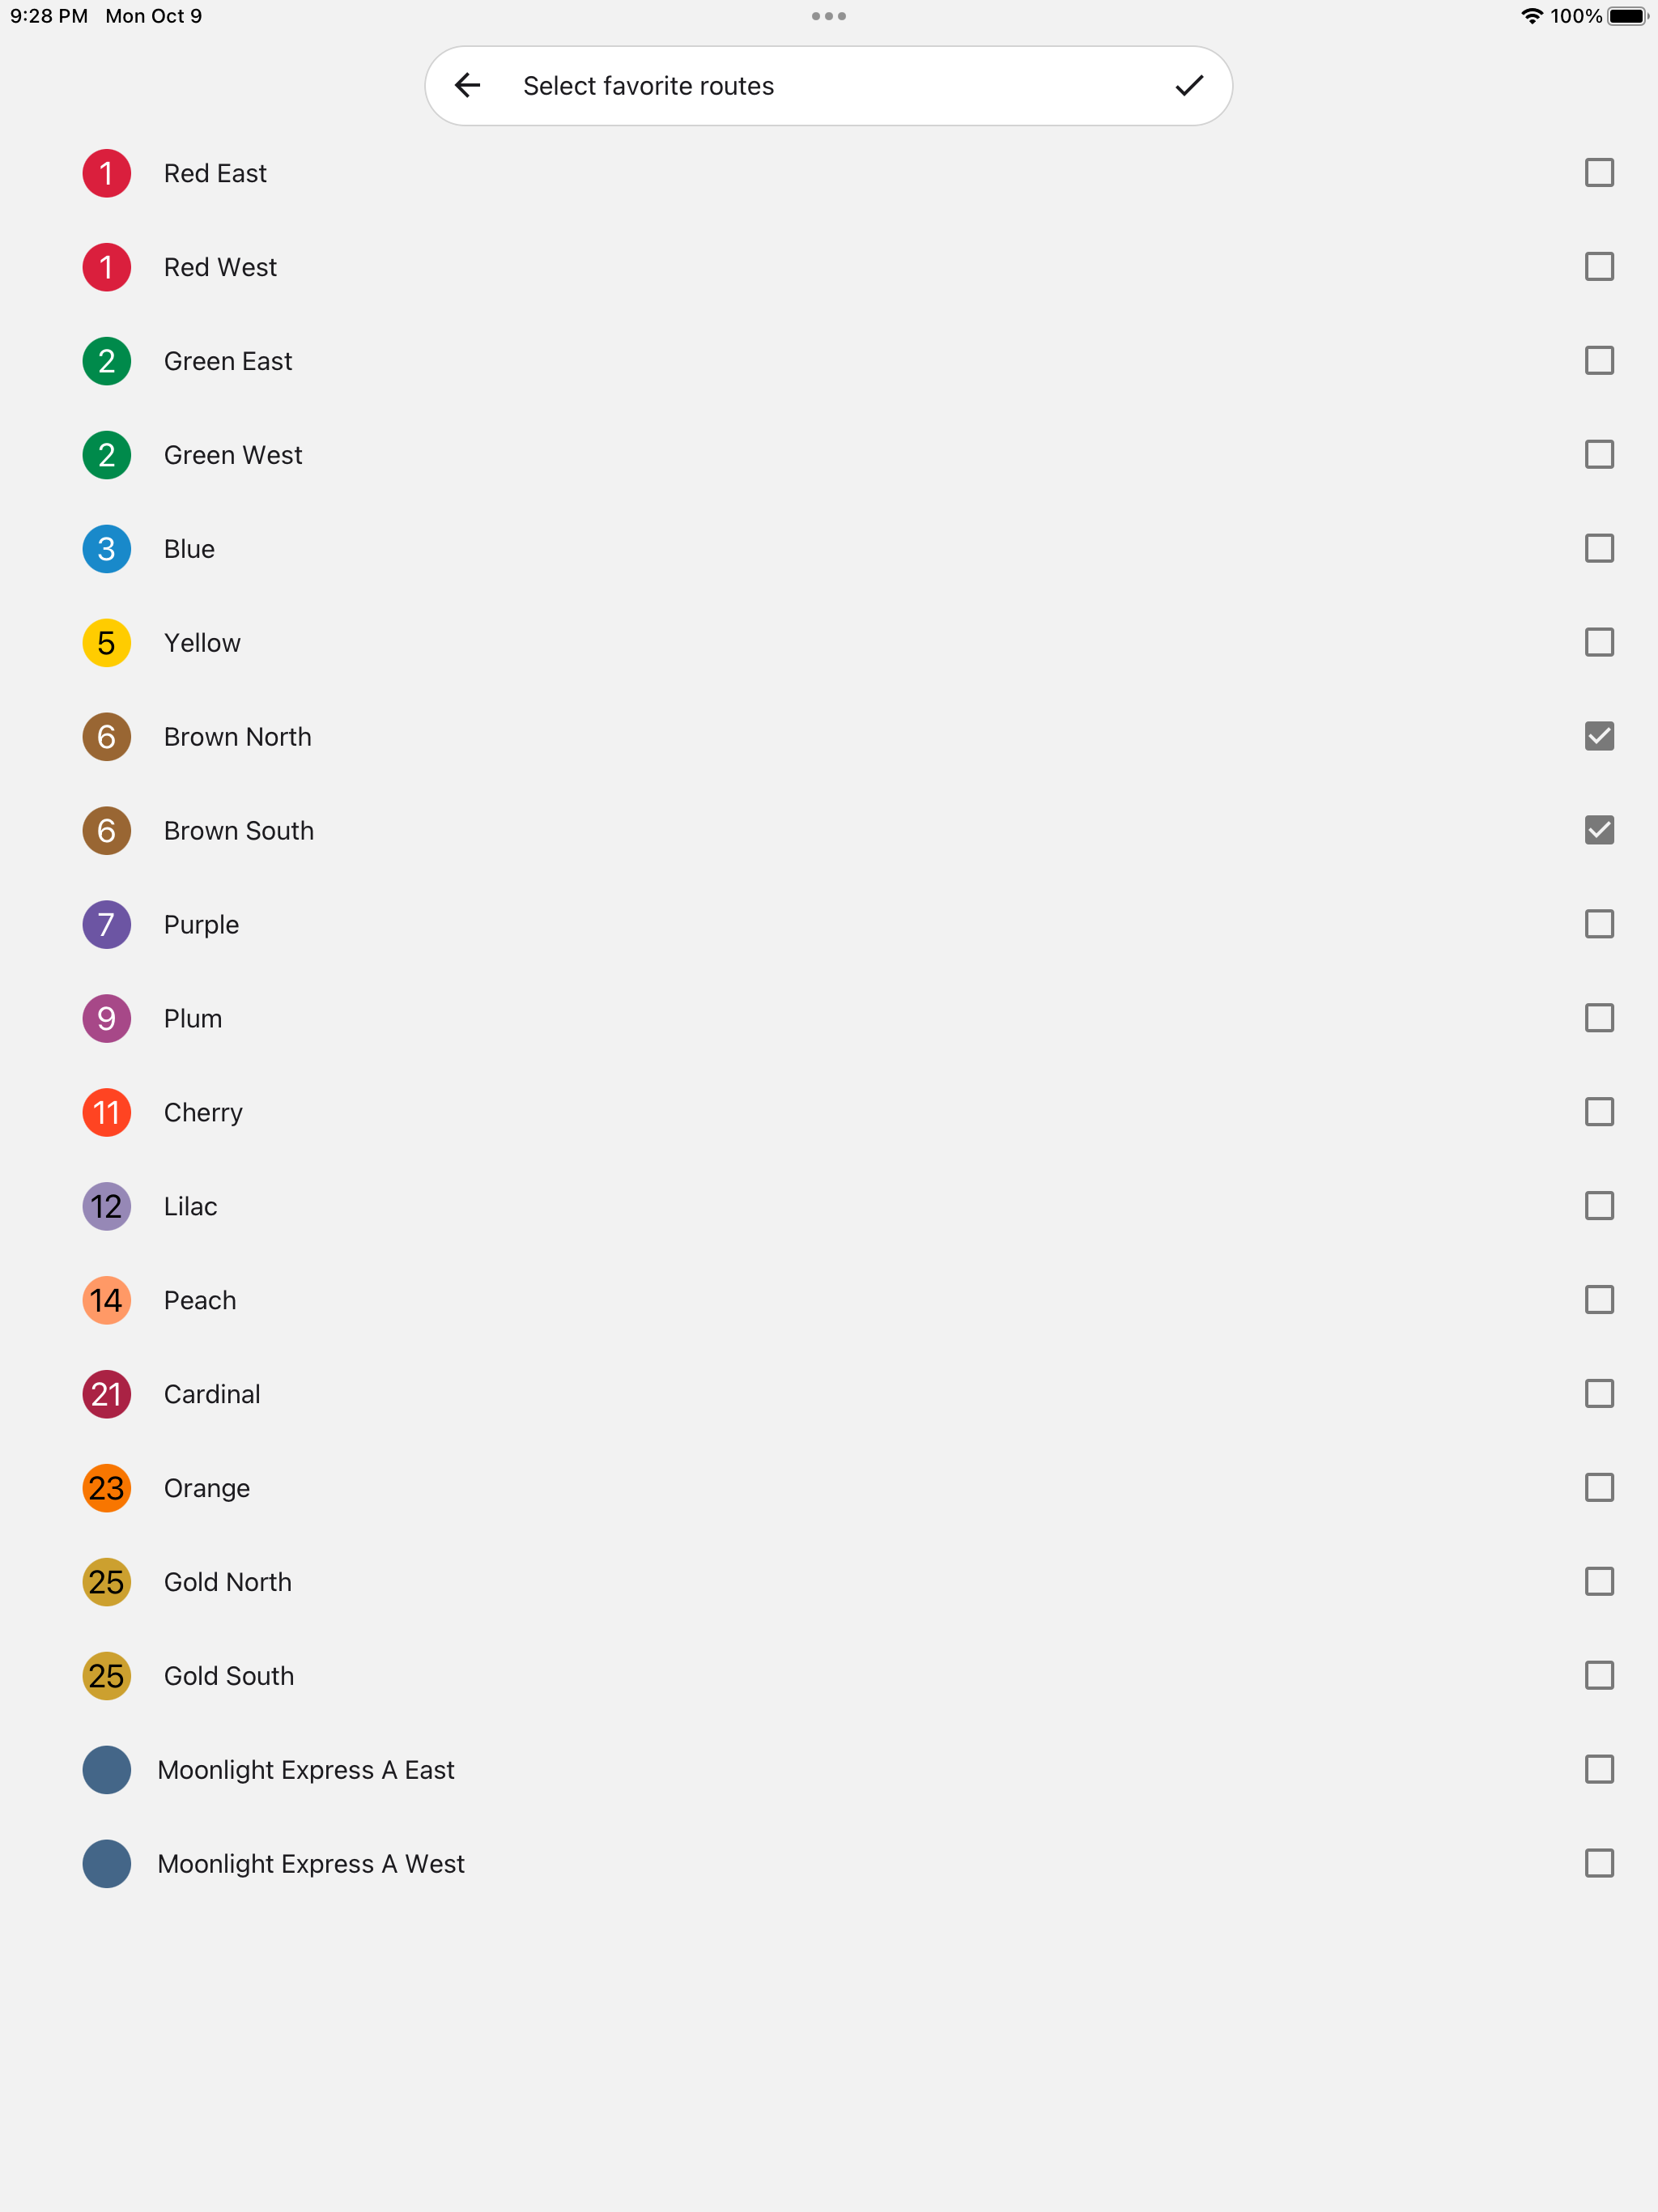 9:28 PM Mon Oct 9 100%
Select favorite routes
1 Red East
1 Red West
2 Green East
2 Green West
3 Blue
5 Yellow
6 Brown North
6 Brown South
7 Purple
9 Plum
11 Cherry
12 Lilac
14 Peach
21 Cardinal
23 Orange
25 Gold North
25 Gold South
Moonlight Express A East
Moonlight Express A West